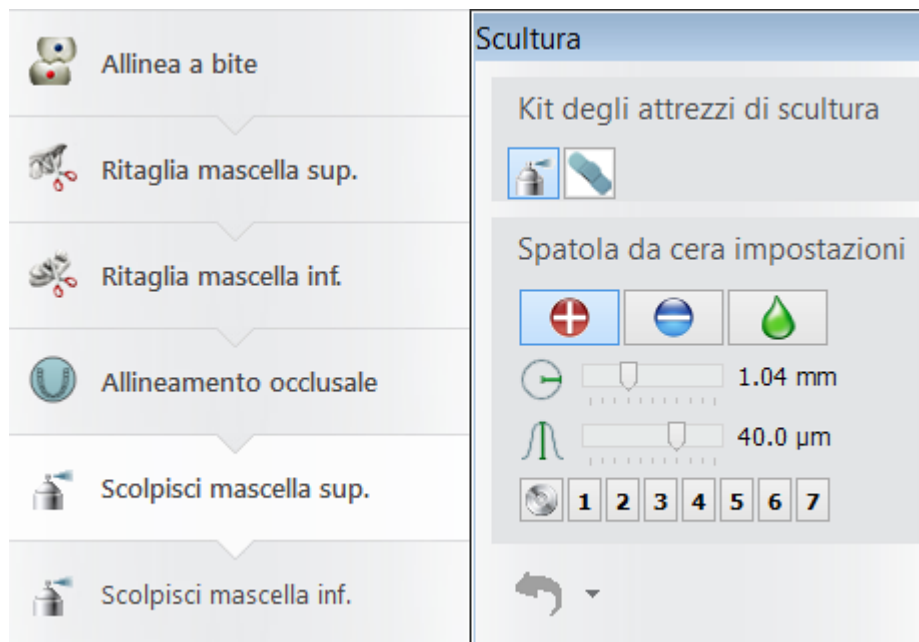 Allinea a bite
Ritaglia mascella sup.
Ritaglia mascella inf.
Allineamento occlusale
Scolpisci mascella sup.
Scolpisci mascella inf.
Scultura
Kit degli attrezzi di scultura
Spatola da cera impostazioni
1.04 mm
40.0 µm
1 2 3 4 5 6 7